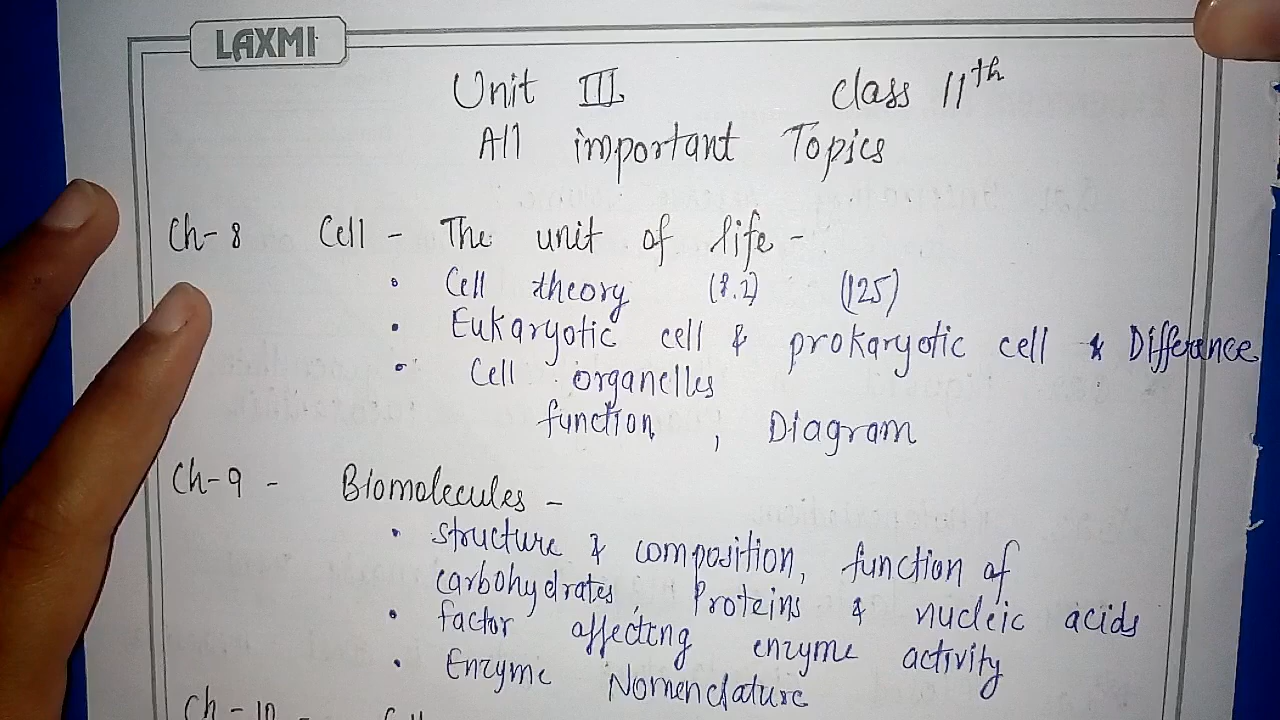 LAXMI
Unit III class 11th
All important Topics
Ch-8 Cell - The unit of life -
• Cell theory (8.2) (125)
• Eukaryotic cell & prokaryotic cell & Difference
• Cell organelles
function, Diagram
Ch-9 - Biomolecules -
• structure & composition, function of
carbohydrates, Proteins & nucleic acids
• factor affecting enzyme activity
• Enzyme Nomenclature
Ch-10